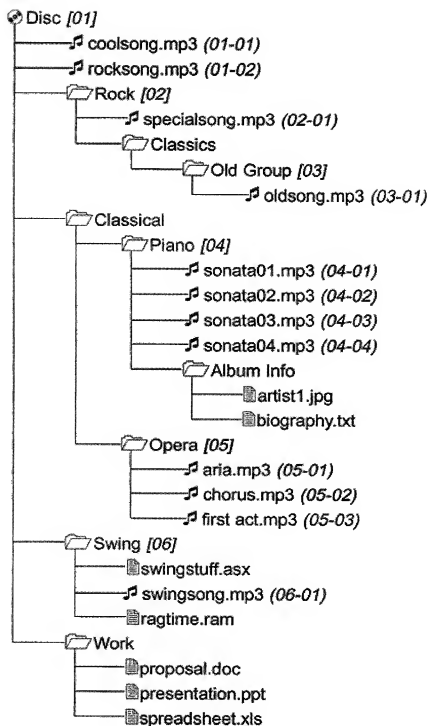 Disc [01]
coolsong.mp3 (01-01)
rocksong.mp3 (01-02)
Rock [02]
specialsong.mp3 (02-01)
Classics
Old Group [03]
oldsong.mp3 (03-01)
Classical
Piano [04]
sonata01.mp3 (04-01)
sonata02.mp3 (04-02)
sonata03.mp3 (04-03)
sonata04.mp3 (04-04)
Album Info
artist1.jpg
biography.txt
Opera [05]
aria.mp3 (05-01)
chorus.mp3 (05-02)
first act.mp3 (05-03)
Swing [06]
swingstuff.asx
swingsong.mp3 (06-01)
ragtime.ram
Work
proposal.doc
presentation.ppt
spreadsheet.xls